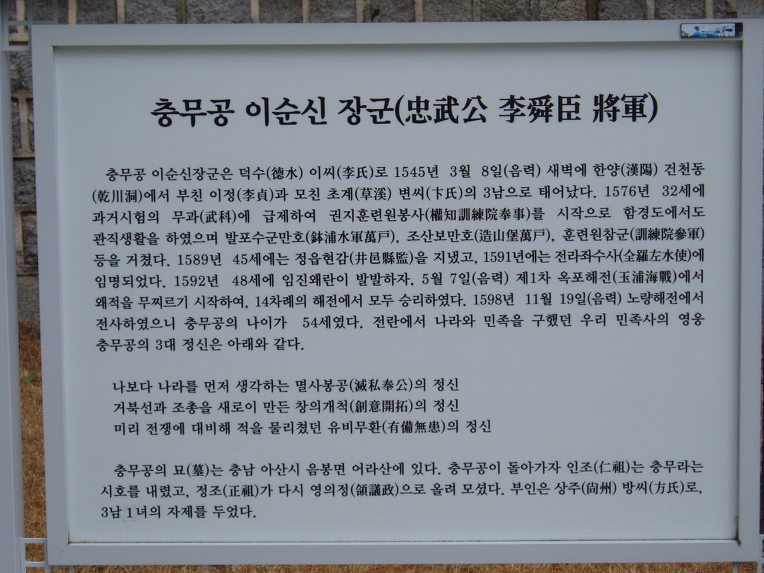 충무공 이순신 장군(忠武公 李舜臣 將軍)
충무공 이순신장군은 덕수(德水) 이씨(李氏)로 1545년 3월 8일(음력) 새벽에 한양(漢陽) 건천동
(乾川洞)에서 부친 이정(李貞)과 모친 초계(草溪) 변씨(卞氏)의 3남으로 태어났다. 1576년 32세에
과거시험의 무과(武科)에 급제하여 권지훈련원봉사(權知訓練院奉事)를 시작으로 함경도에서도
관직생활을 하였으며 발포수군만호(鉢浦水軍萬戶), 조산보만호(造山堡萬戶), 훈련원참군(訓練院參軍)
등을 거쳤다. 1589년 45세에는 정읍현감(井邑縣監)을 지냈고, 1591년에는 전라좌수사(全羅左水使)에
임명되었다. 1592년 48세에 임진왜란이 발발하자, 5월 7일(음력) 제1차 옥포해전(玉浦海戰)에서
왜적을 무찌르기 시작하여, 14차례의 해전에서 모두 승리하였다. 1598년 11월 19일(음력) 노량해전에서
전사하였으니 충무공의 나이가 54세였다. 전란에서 나라와 민족을 구했던 우리 민족사의 영웅
충무공의 3대 정신은 아래와 같다.
나보다 나라를 먼저 생각하는 멸사봉공(滅私奉公)의 정신
거북선과 조총을 새로이 만든 창의개척(創意開拓)의 정신
미리 전쟁에 대비해 적을 물리쳤던 유비무환(有備無患)의 정신
충무공의 묘(墓)는 충남 아산시 음봉면 어라산에 있다. 충무공이 돌아가자 인조(仁祖)는 충무라는
시호를 내렸고, 정조(正祖)가 다시 영의정(領議政)으로 올려 모셨다. 부인은 상주(尙州) 방씨(方氏)로,
3남 1녀의 자제를 두었다.